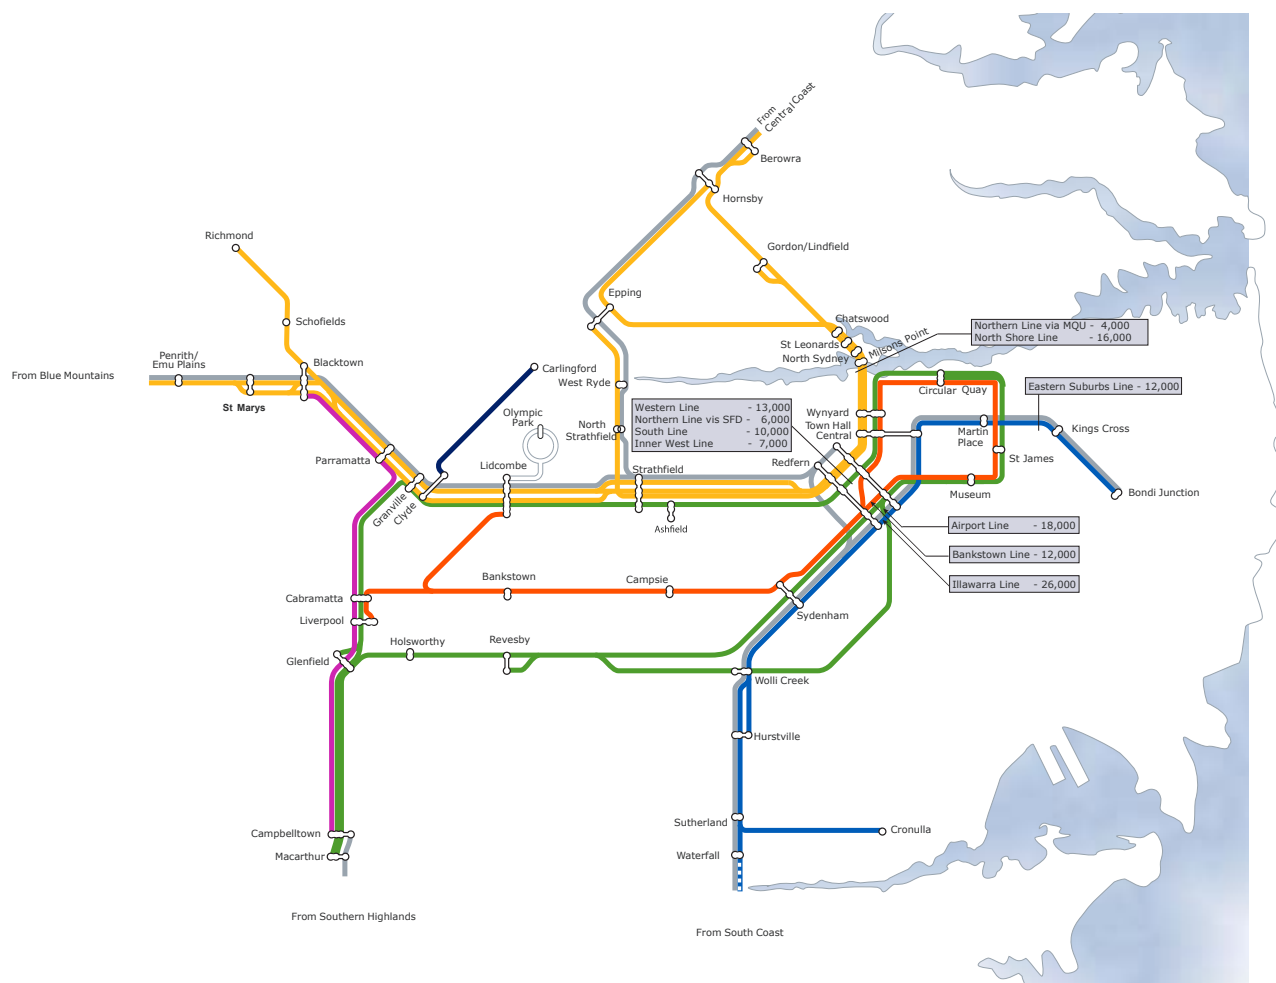 From
Central Coast
Berowra
Hornsby
Richmond
Gordon/Lindfield
Epping
Schofields
Chatswood
Northern Line via MQU - 4,000
North Shore Line - 16,000
St Leonards
Milsons Point
North Sydney
Penrith/
Emu Plains
Blacktown
From Blue Mountains
Carlingford
West Ryde
Circular Quay
Eastern Suburbs Line - 12,000
St Marys
Olympic
Park
North
Strathfield
Western Line - 13,000
Northern Line vis SFD - 6,000
South Line - 10,000
Inner West Line - 7,000
Wynyard
Town Hall
Central
Martin
Place
Kings Cross
Parramatta
Lidcombe
Strathfield
Redfern
St James
Museum
Bondi Junction
Granville
Clyde
Ashfield
Airport Line - 18,000
Bankstown Line - 12,000
Illawarra Line - 26,000
Bankstown
Campsie
Cabramatta
Liverpool
Sydenham
Holsworthy
Revesby
Glenfield
Wolli Creek
Hurstville
Sutherland
Cronulla
Campbelltown
Macarthur
Waterfall
From Southern Highlands
From South Coast